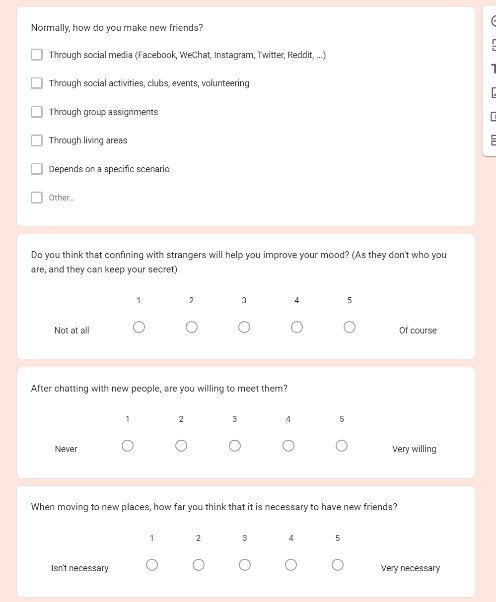 Normally, how do you make new friends?
Through social media (Facebook, WeChat, Instagram, Twitter, Reddit, ...)
Through social activities, clubs, events, volunteering
Through group assignments
Through living areas
Depends on a specific scenario
Other...
Do you think that confining with strangers will help you improve your mood? (As they don't who you
are, and they can keep your secret)
1 2 3 4 5
Not at all Of course
After chatting with new people, are you willing to meet them?
1 2 3 4 5
Never Very willing
When moving to new places, how far you think that it is necessary to have new friends?
1 2 3 4 5
Isn't necessary Very necessary